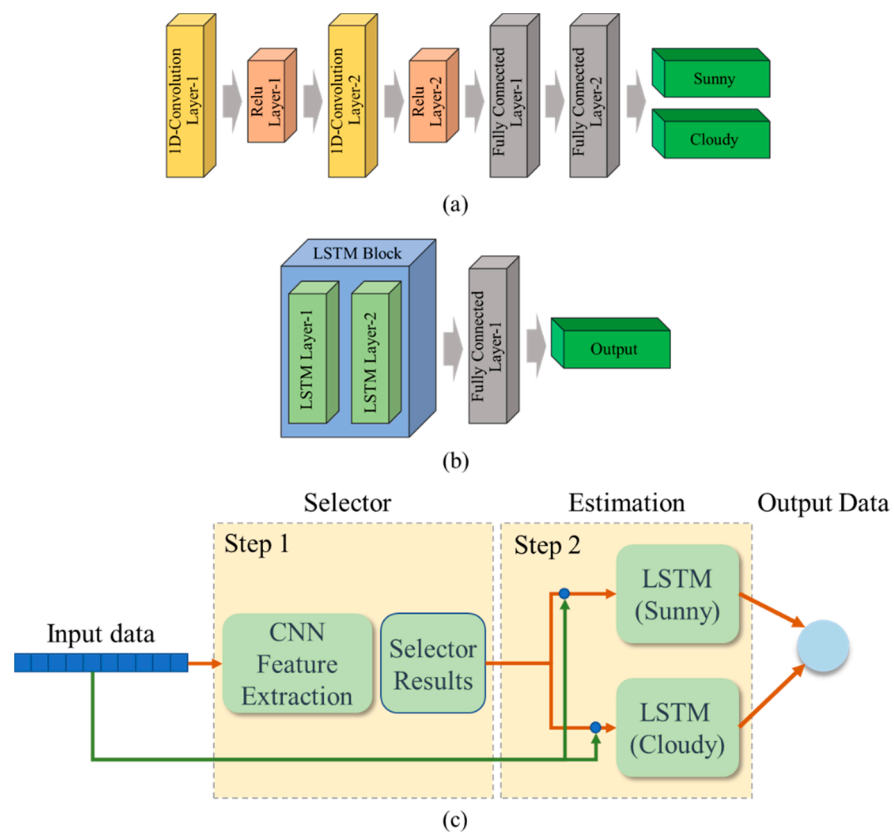 1D-Convolution
Layer-1
Relu
Layer-1
1D-Convolution
Layer-2
Relu
Layer-2
Fully Connected
Layer-1
Fully Connected
Layer-2
Sunny
Cloudy
(a)
LSTM Block
LSTM Layer-1
LSTM Layer-2
Fully Connected
Layer-1
Output
(b)
Selector
Estimation
Output Data
Step 1
Step 2
Input data
CNN
Feature
Extraction
Selector
Results
LSTM
(Sunny)
LSTM
(Cloudy)
(c)